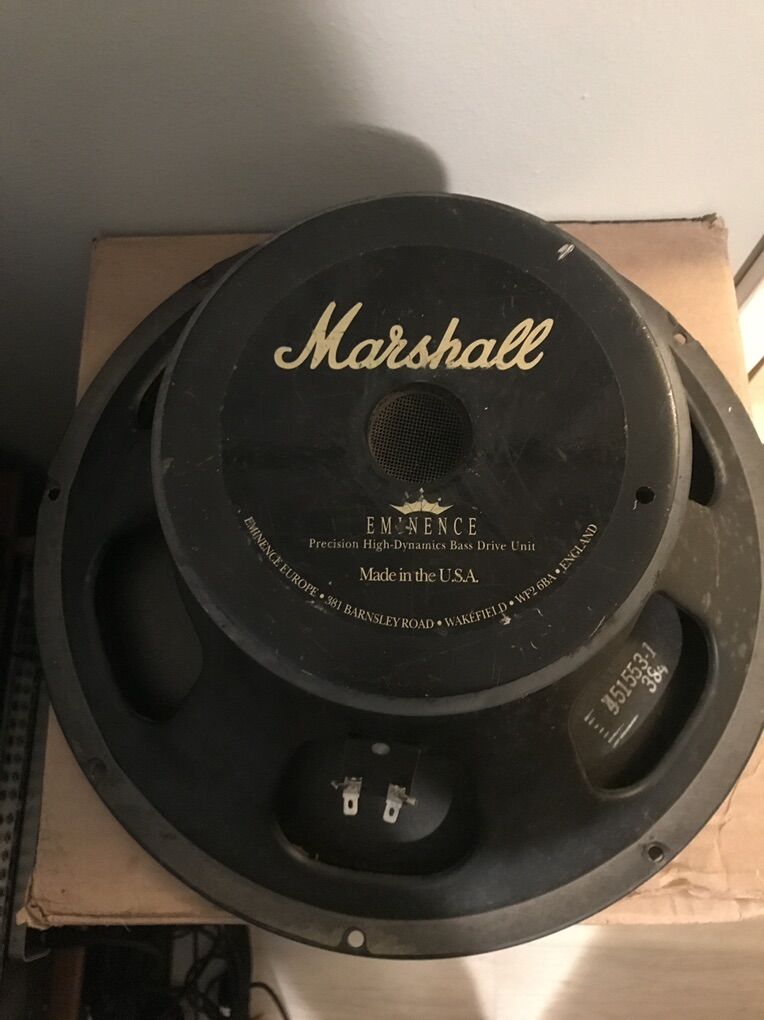 Marshall
EMINENCE
Precision High-Dynamics Bass Drive Unit
Made in the U.S.A.
EMINENCE EUROPE • 381 BARNSLEY ROAD • WAKEFIELD • WF2 6BA • ENGLAND
451553-1
384